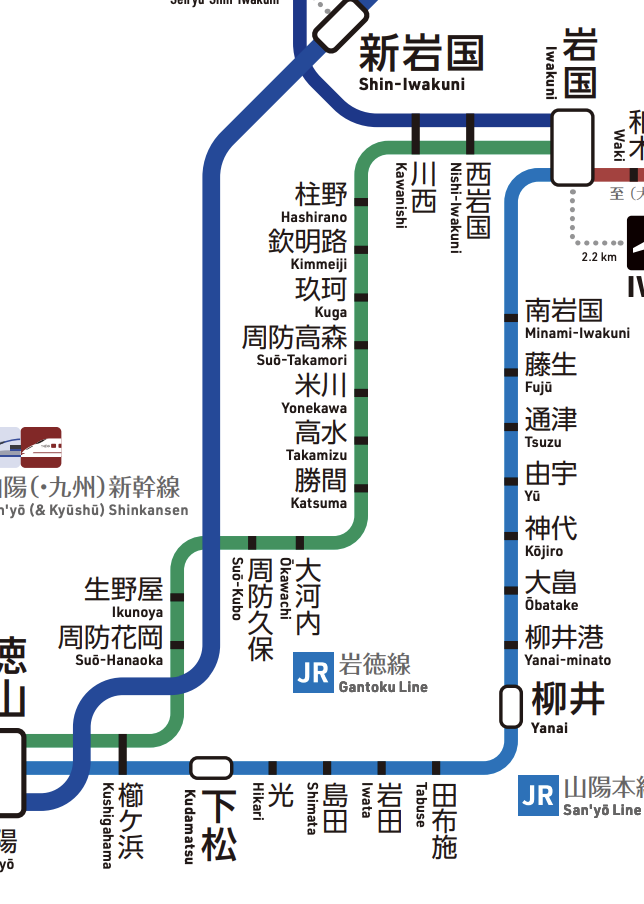 Seiryū Shin-Iwakuni
新岩国
Shin-Iwakuni
岩国
Iwakuni
Waki
至
2.2 km
川西
Kawanishi
西岩国
Nishi-Iwakuni
柱野
Hashirano
欽明路
Kimmeiji
玖珂
Kuga
周防高森
Suō-Takamori
米川
Yonekawa
高水
Takamizu
勝間
Katsuma
南岩国
Minami-Iwakuni
藤生
Fujū
通津
Tsuzu
由宇
Yū
神代
Kōjiro
大畠
Ōbatake
柳井港
Yanai-minato
柳井
Yanai
陽(・九州)新幹線
n'yō (& Kyūshū) Shinkansen
大河内
Ōkawachi
周防久保
Suō-Kubo
生野屋
Ikunoya
周防花岡
Suō-Hanaoka
JR 岩徳線
Gantoku Line
徳山
陽
yō
櫛ケ浜
Kushigahama
下松
Kudamatsu
光
Hikari
島田
Shimata
岩田
Iwata
田布施
Tabuse
JR 山陽本線
San'yō Line